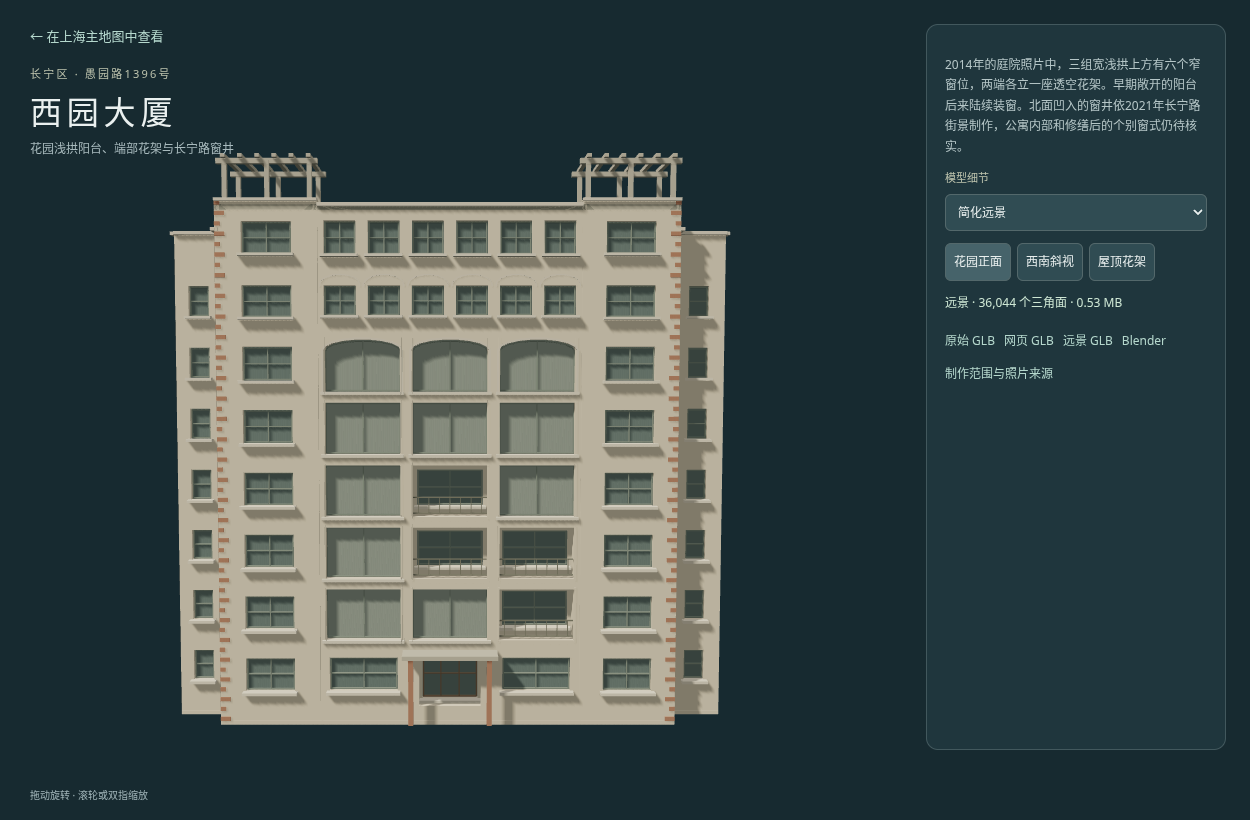 ← 在上海主地图中查看
长宁区 · 愚园路1396号
西园大厦
花园浅拱阳台、端部花架与长宁路窗井
2014年的庭院照片中，三组宽浅拱上方有六个窄
窗位，两端各立一座透空花架。早期敞开的阳台
后来陆续装窗。北面凹入的窗井依2021年长宁路
街景制作，公寓内部和修缮后的个别窗式仍待核
实。
模型细节
简化远景
花园正面 西南斜视 屋顶花架
远景 · 36,044 个三角面 · 0.53 MB
原始 GLB 网页 GLB 远景 GLB Blender
制作范围与照片来源
拖动旋转 · 滚轮或双指缩放